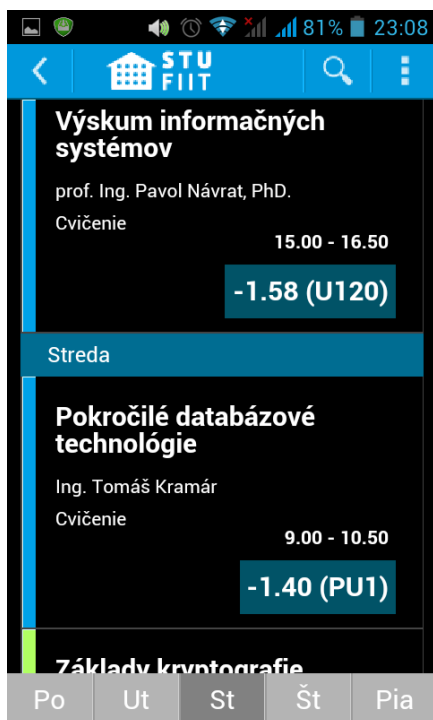 81% 23:08
STU
FIIT
Výskum informačných
systémov
prof. Ing. Pavol Návrat, PhD.
Cvičenie
15.00 - 16.50
-1.58 (U120)
Streda
Pokročilé databázové
technológie
Ing. Tomáš Kramár
Cvičenie
9.00 - 10.50
-1.40 (PU1)
Základy kryptografie
Po Ut St Št Pia